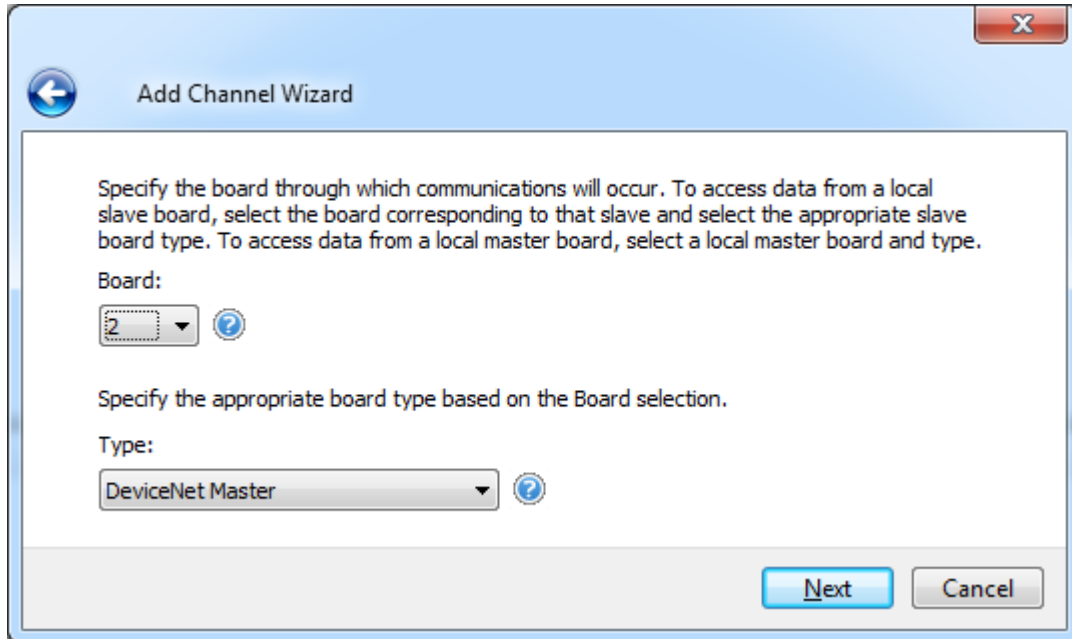 Add Channel Wizard
Specify the board through which communications will occur. To access data from a local
slave board, select the board corresponding to that slave and select the appropriate slave
board type. To access data from a local master board, select a local master board and type.
Board:
2
Specify the appropriate board type based on the Board selection.
Type:
DeviceNet Master
Next Cancel